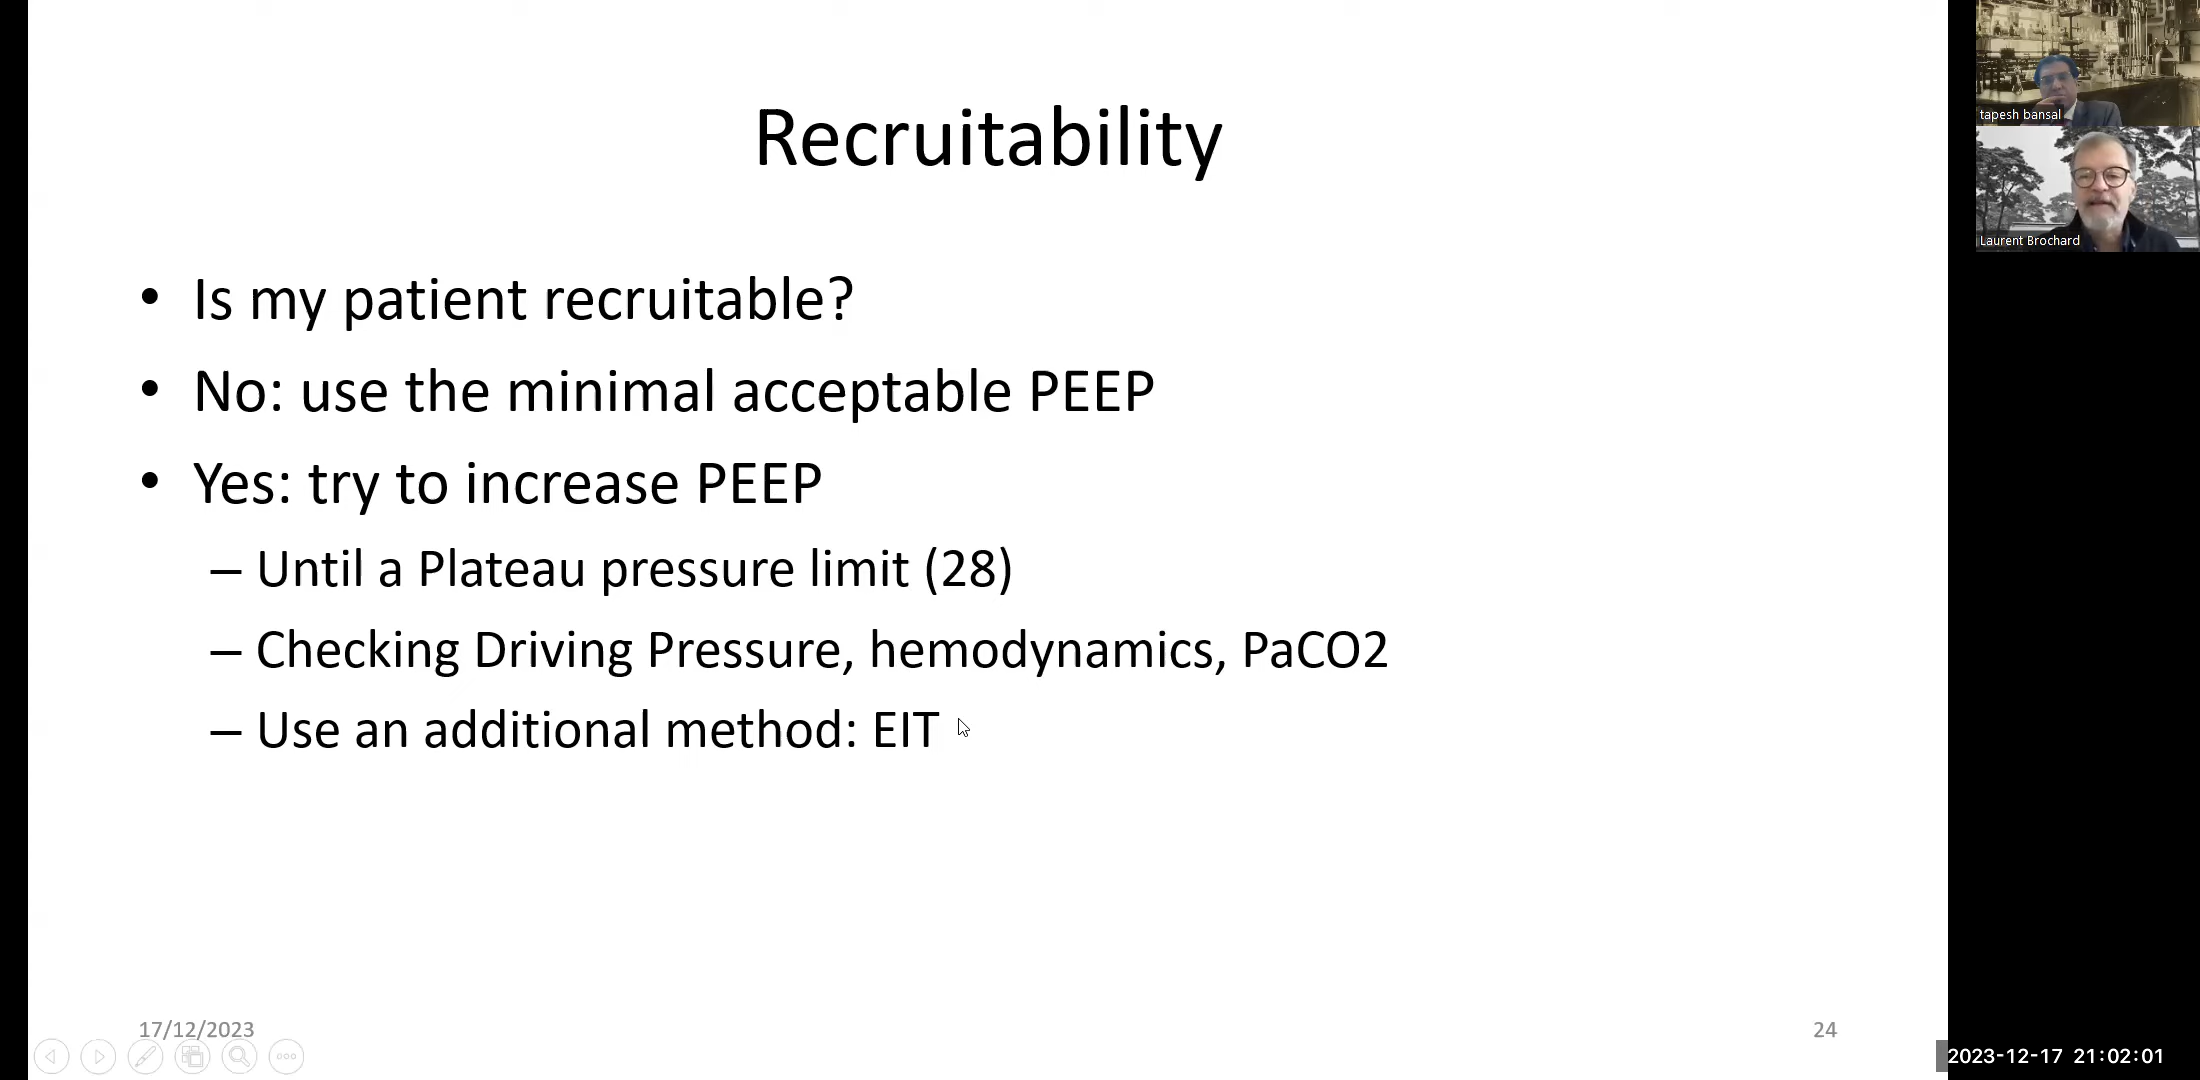 Recruitability
• Is my patient recruitable?
• No: use the minimal acceptable PEEP
• Yes: try to increase PEEP
– Until a Plateau pressure limit (28)
– Checking Driving Pressure, hemodynamics, PaCO2
– Use an additional method: EIT
17/12/2023
24
tapesh bansal
Laurent Brochard
2023-12-17 21:02:01